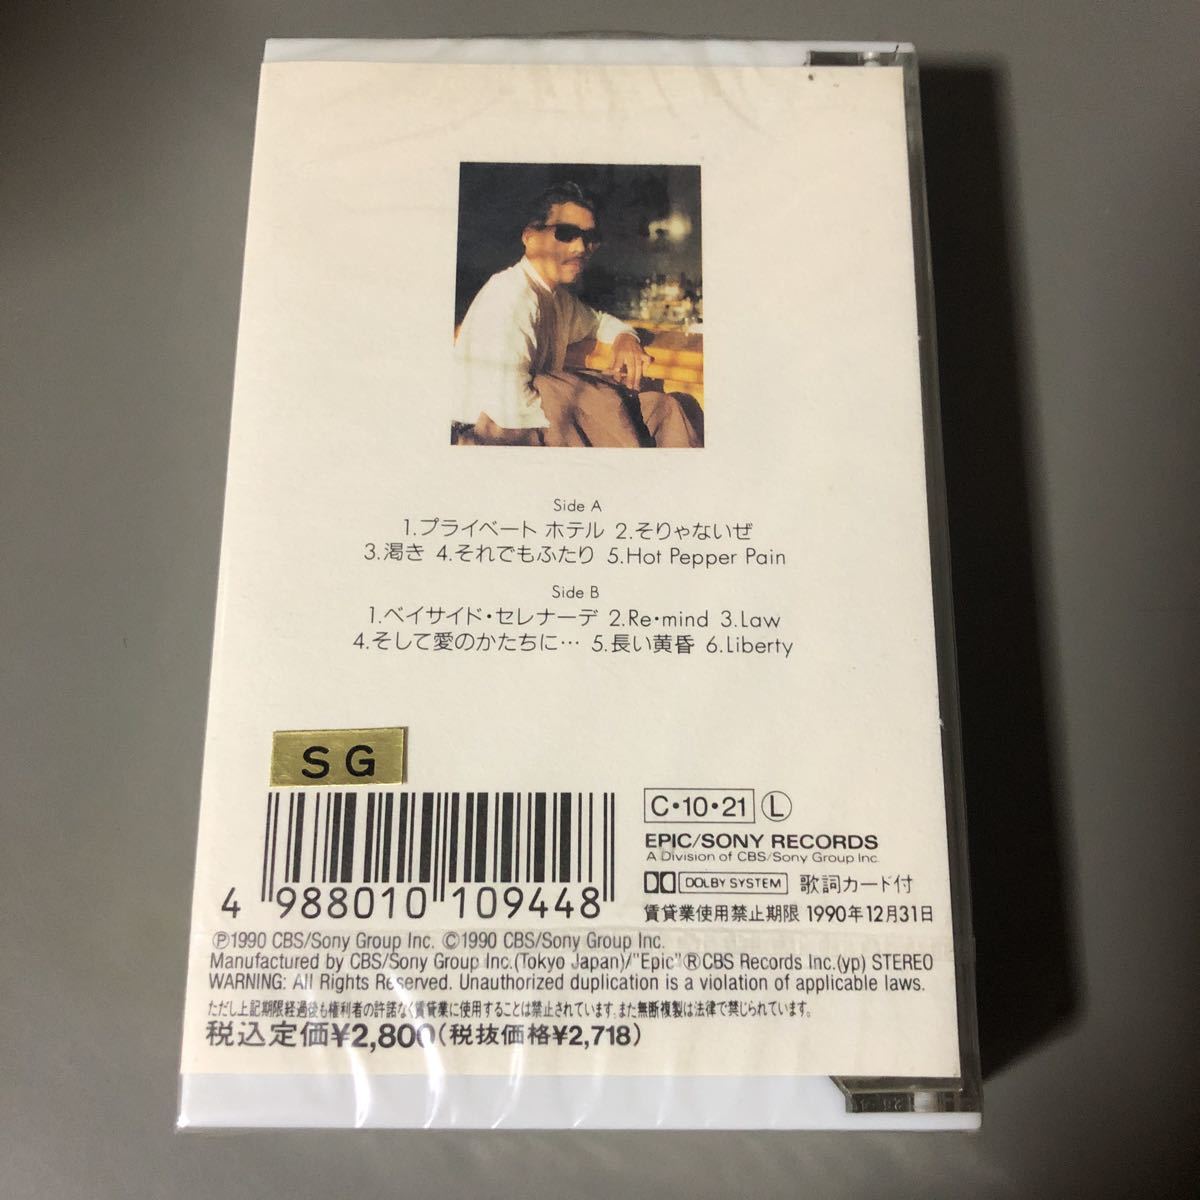 Side A
1.プライベート ホテル 2.そりゃないぜ
3.渇き 4.それでもふたり 5.Hot Pepper Pain
Side B
1.ベイサイド・セレナーデ 2.Re・mind 3.Law
4.そして愛のかたちに… 5.長い黄昏 6.Liberty
SG
C・10・21 Ⓛ
EPIC/SONY RECORDS
A Division of CBS/Sony Group Inc.
DOLBY SYSTEM 歌詞カード付
賃貸業使用禁止期限 1990年12月31日
4 988010 109448
Ⓟ1990 CBS/Sony Group Inc. ©1990 CBS/Sony Group Inc.
Manufactured by CBS/Sony Group Inc.(Tokyo Japan)/"Epic"®CBS Records Inc.(yp) STEREO
WARNING: All Rights Reserved. Unauthorized duplication is a violation of applicable laws.
ただし上記期限経過後も権利者の許諾なく賃貸業に使用することは禁止されています。また無断複製は法律で禁じられています。
税込定価¥2,800(税抜価格¥2,718)